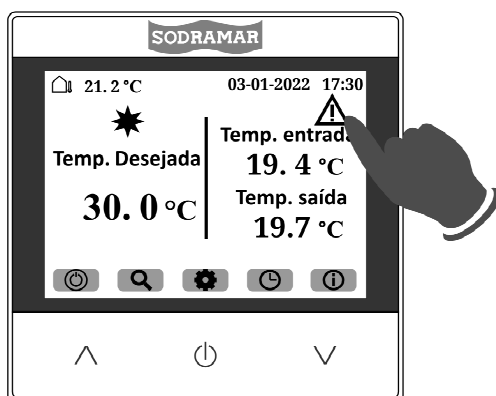 SODRAMAR
21. 2 °C 03-01-2022 17:30
Temp. entrada
Temp. Desejada
19. 4 °C
30. 0 °C
Temp. saída
19.7 °C